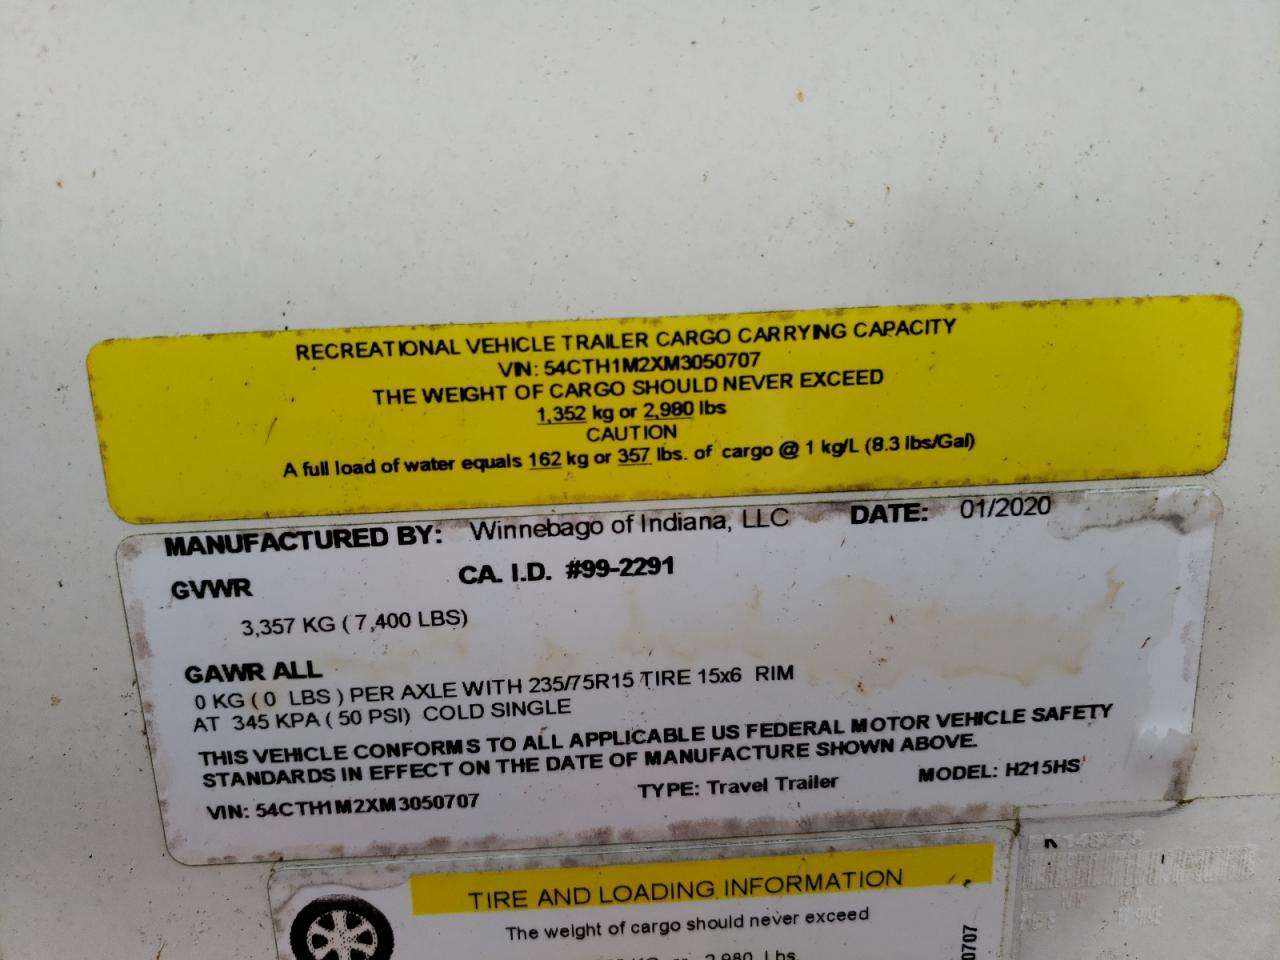 RECREATIONAL VEHICLE TRAILER CARGO CARRYING CAPACITY
VIN: 54CTH1M2XM3050707
THE WEIGHT OF CARGO SHOULD NEVER EXCEED
1,352 kg or 2,980 lbs
CAUTION
A full load of water equals 162 kg or 357 lbs. of cargo @ 1 kg/L (8.3 lbs/Gal)
MANUFACTURED BY: Winnebago of Indiana, LLC DATE: 01/2020
GVWR CA. I.D. #99-2291
3,357 KG ( 7,400 LBS)
GAWR ALL
0 KG ( 0 LBS ) PER AXLE WITH 235/75R15 TIRE 15x6 RIM
AT 345 KPA ( 50 PSI) COLD SINGLE
THIS VEHICLE CONFORMS TO ALL APPLICABLE US FEDERAL MOTOR VEHICLE SAFETY
STANDARDS IN EFFECT ON THE DATE OF MANUFACTURE SHOWN ABOVE.
VIN: 54CTH1M2XM3050707 TYPE: Travel Trailer MODEL: H215HS
TIRE AND LOADING INFORMATION
The weight of cargo should never exceed
KG or 2,980 Lbs.
0707